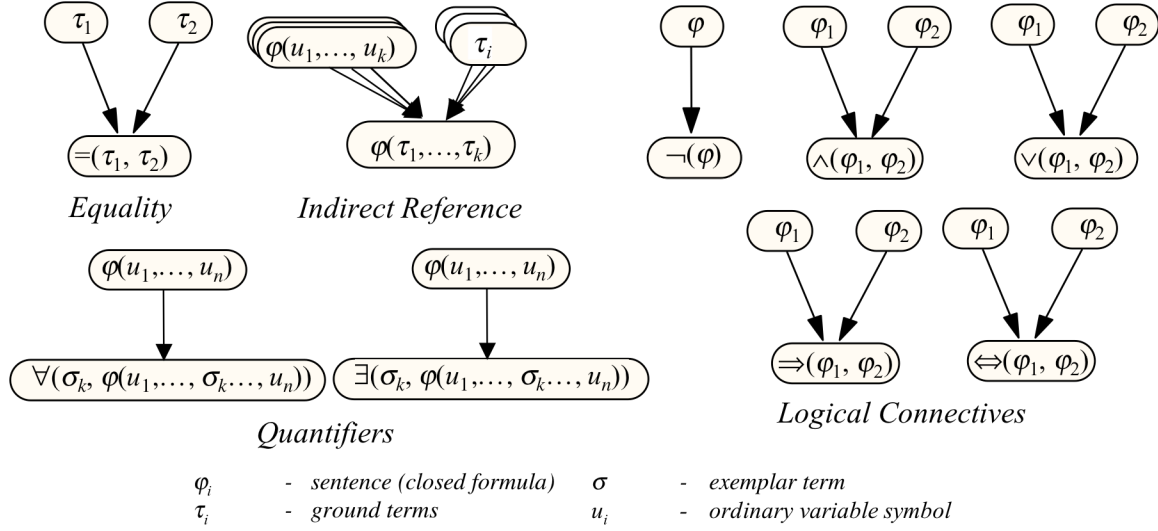 τ₁ τ₂
=(τ₁, τ₂)
Equality
φ(u₁,…, uₖ) τᵢ
φ(τ₁,…,τₖ)
Indirect Reference
φ(u₁,…, uₙ)
∀(σₖ, φ(u₁,…, σₖ…, uₙ))
φ(u₁,…, uₙ)
∃(σₖ, φ(u₁,…, σₖ…, uₙ))
Quantifiers
φ
¬(φ)
φ₁ φ₂
∧(φ₁, φ₂)
φ₁ φ₂
∨(φ₁, φ₂)
φ₁ φ₂
⇒(φ₁, φ₂)
φ₁ φ₂
⇔(φ₁, φ₂)
Logical Connectives
φᵢ - sentence (closed formula) σ - exemplar term
τᵢ - ground terms uᵢ - ordinary variable symbol